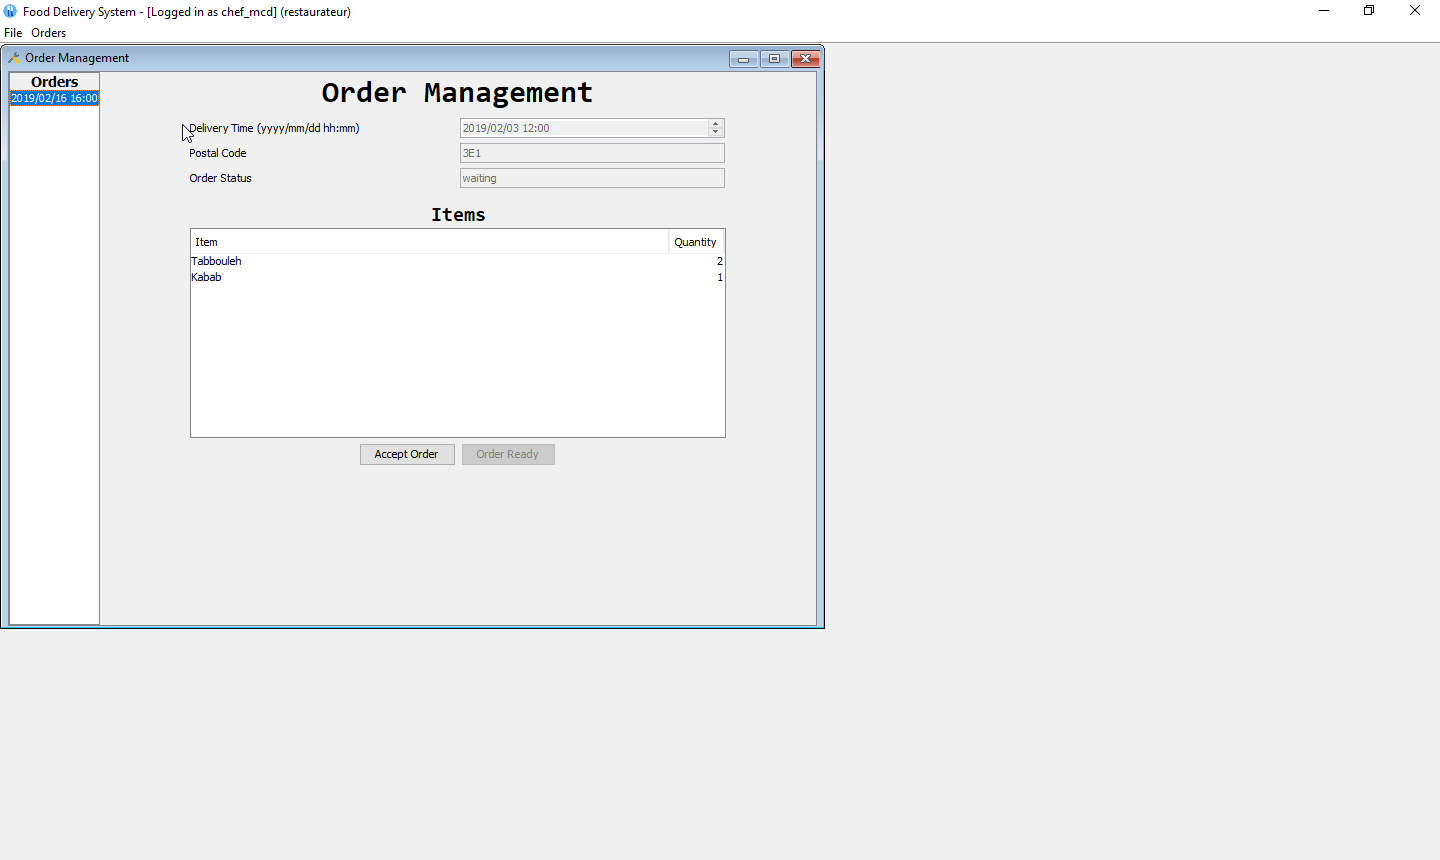 Food Delivery System - [Logged in as chef_mcd] (restaurateur)
File Orders
Order Management
Orders
2019/02/16 16:00
Order Management
Delivery Time (yyyy/mm/dd hh:mm) 2019/02/03 12:00
Postal Code 3E1
Order Status waiting
Items
Item Quantity
Tabbouleh 2
Kabab 1
Accept Order Order Ready